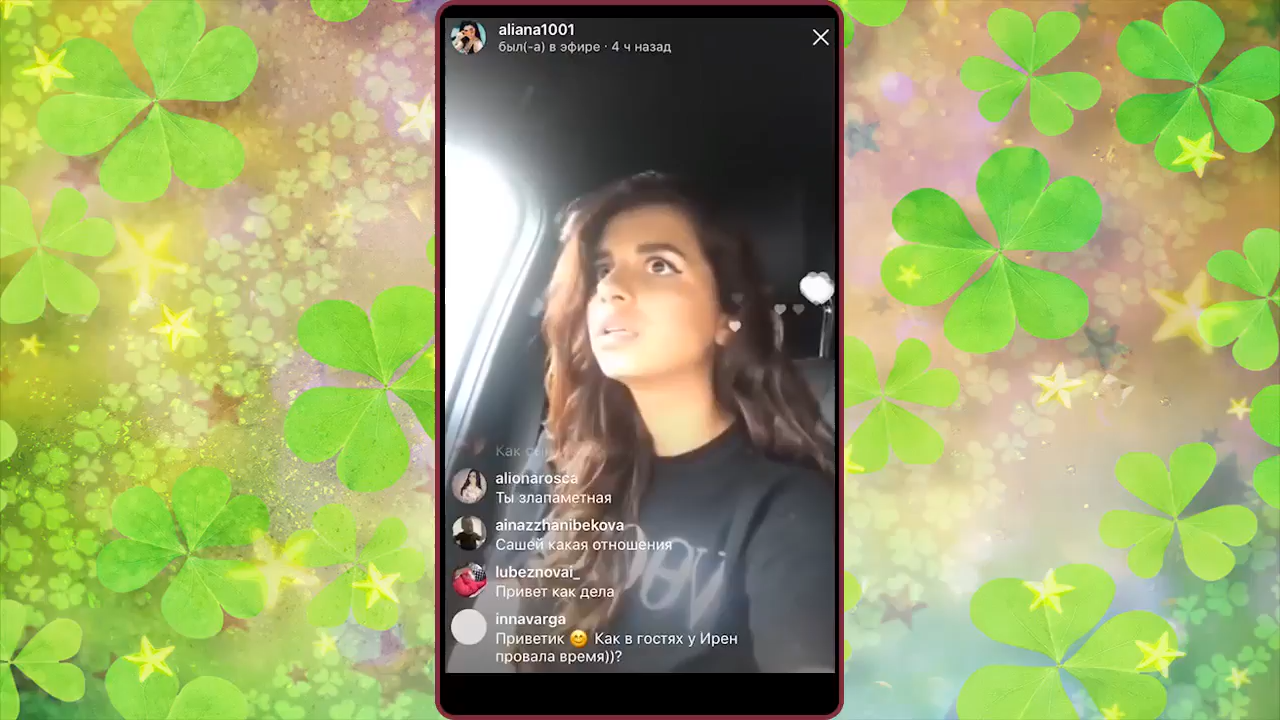 aliana1001
был(-а) в эфире · 4 ч назад
Как
alionarosca
Ты злапаметная
ainazzhanibekova
Сашей какая отношения
lubeznovai_
Привет как дела
innavarga
Приветик 😊 Как в гостях у Ирен
провала время))?